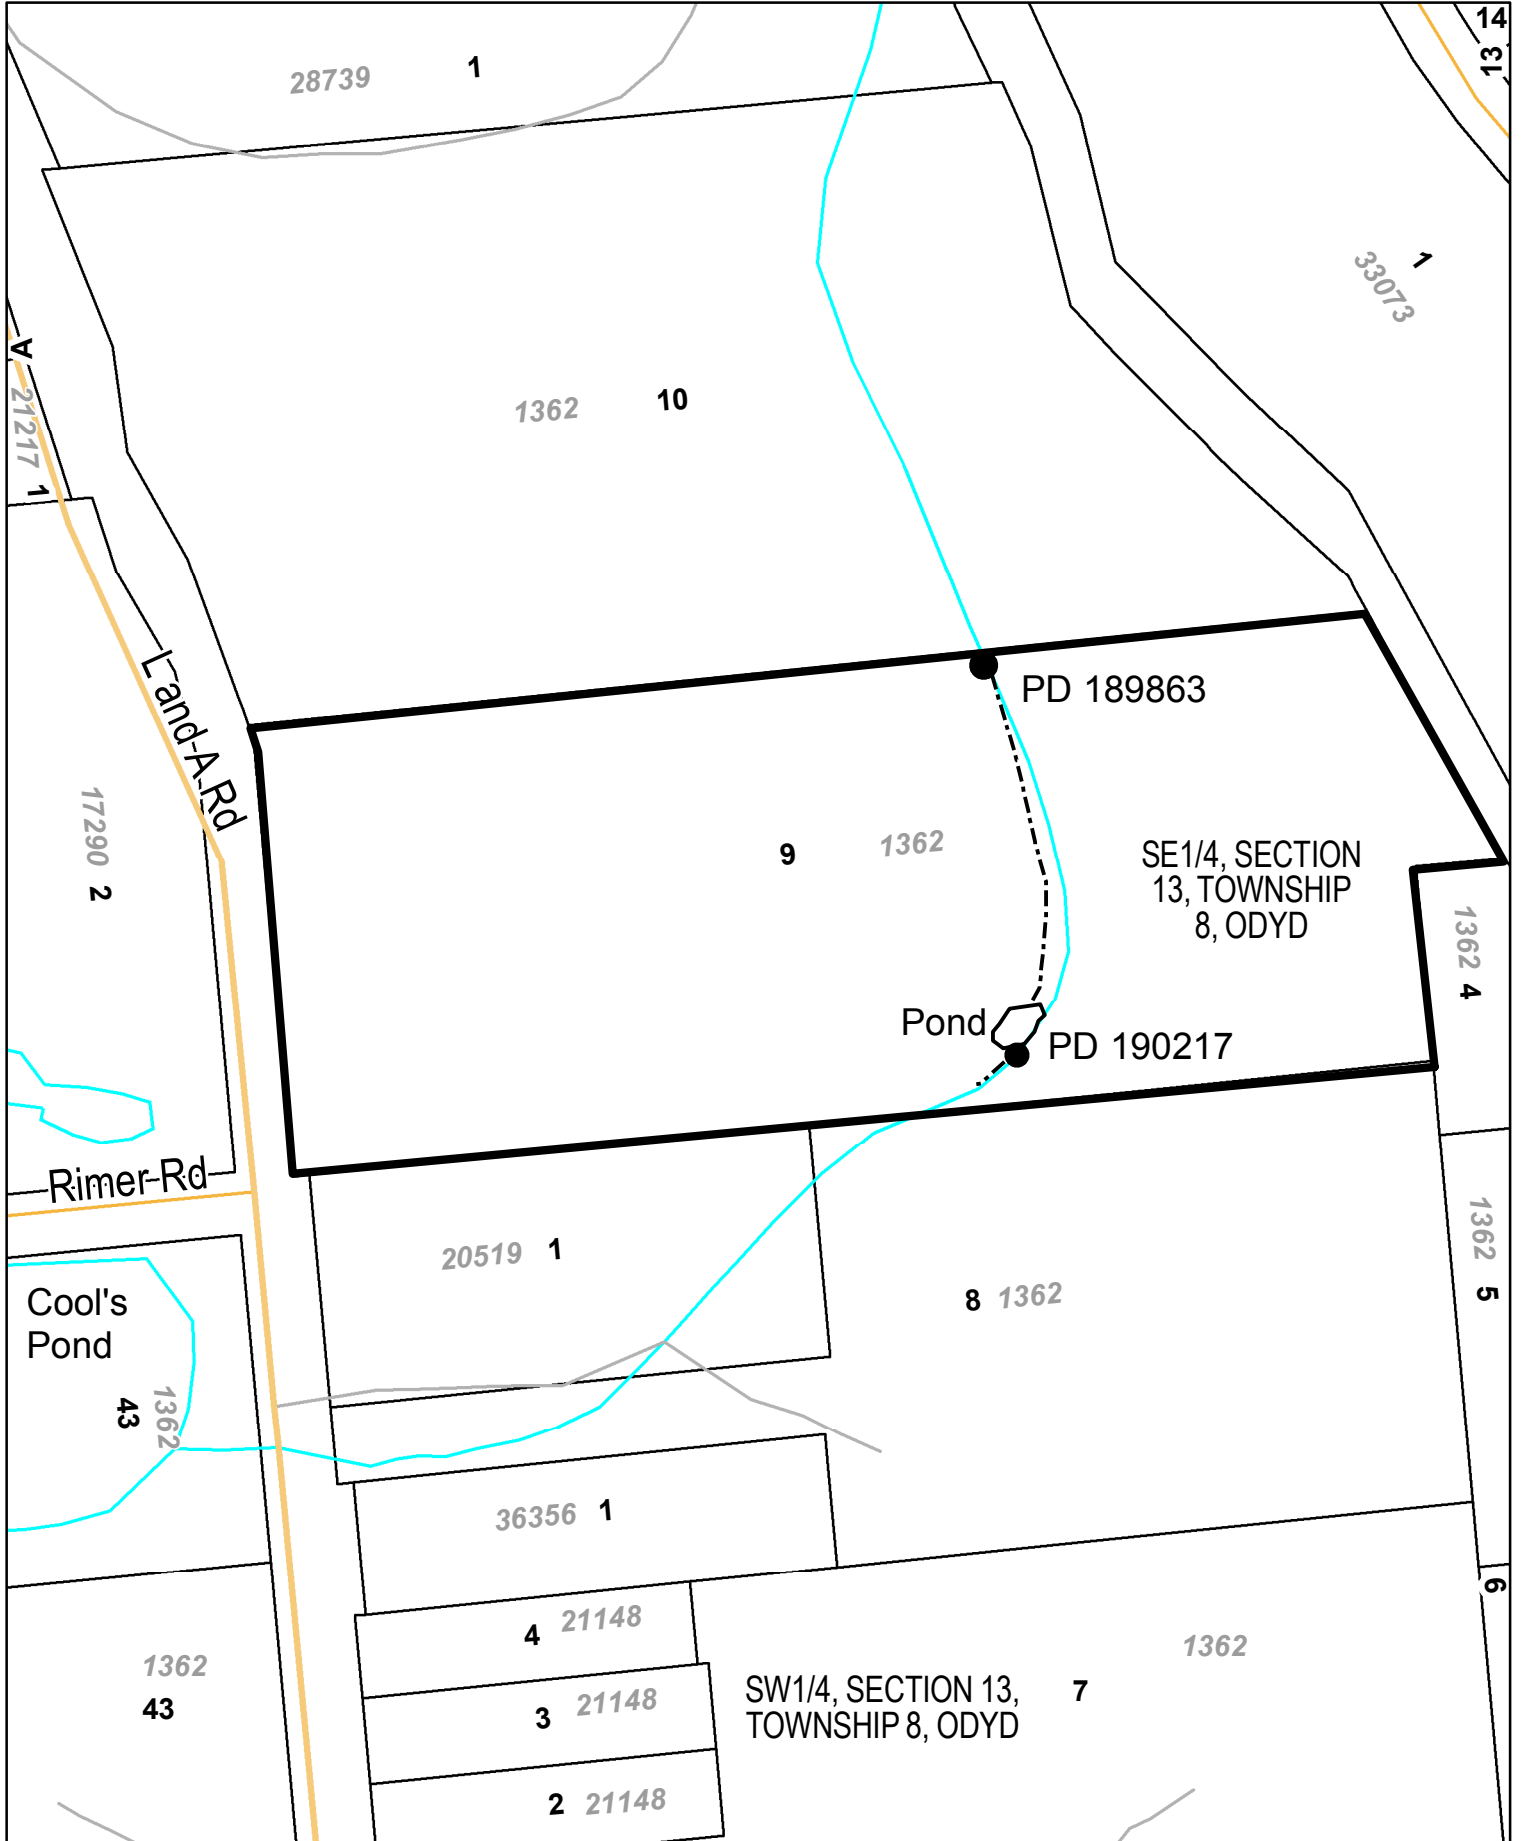 14
13
28739 1
1
33073
A
21217
1
1362 10
L and A Rd
PD 189863
17290
2
9 1362
SE1/4, SECTION
13, TOWNSHIP
8, ODYD
1362
4
Pond
PD 190217
Rimer Rd
20519 1
1362
5
8 1362
Cool's
Pond
43
1362
36356 1
6
4 21148
1362
43
1362
SW1/4, SECTION 13,
TOWNSHIP 8, ODYD
7
3 21148
2 21148